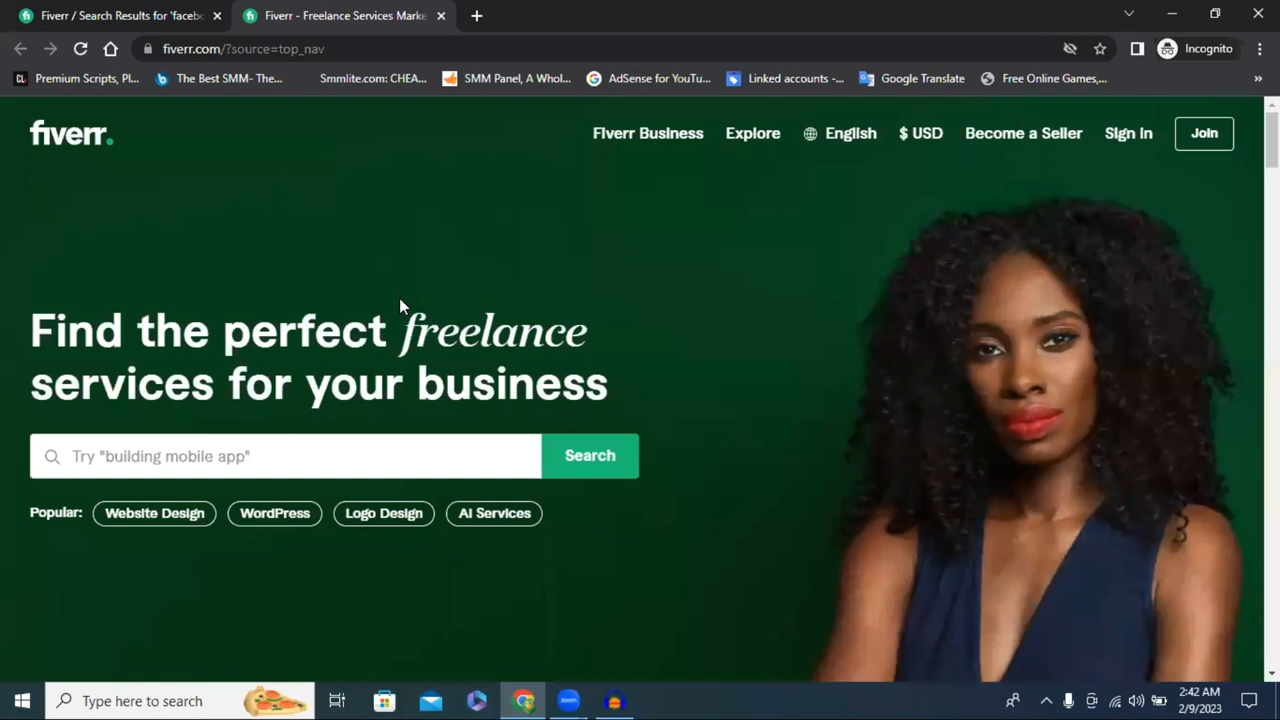 Fiverr / Search Results for 'facebo
Fiverr - Freelance Services Marke
fiverr.com/?source=top_nav
Incognito
CL
Premium Scripts, Pl...
The Best SMM- The...
Smmlite.com: CHEA...
SMM Panel, A Whol...
AdSense for YouTu...
Linked accounts -...
Google Translate
Free Online Games,...
fiverr.
Fiverr Business
Explore
English
$ USD
Become a Seller
Sign In
Join
Find the perfect freelance
services for your business
Try "building mobile app"
Search
Popular:
Website Design
WordPress
Logo Design
AI Services
Type here to search
zoom
2:42 AM
2/9/2023